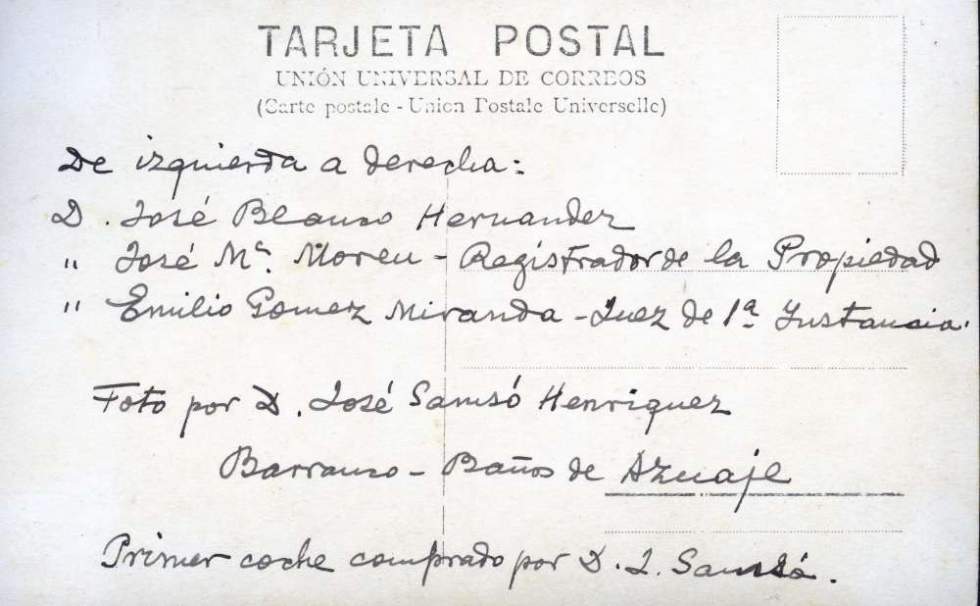 TARJETA POSTAL
UNIÓN UNIVERSAL DE CORREOS
(Carte postale - Union Postale Universelle)
De izquierda a derecha:
D. José Blanco Hernandez
" José Mª. Moreu - Registrador de la Propiedad
" Emilio Gomez Miranda - Juez de 1ª Instancia.
Foto por D. José Samsó Henriquez
Barranco - Baños de Azuaje
Primer coche comprado por D. J. Samsó.